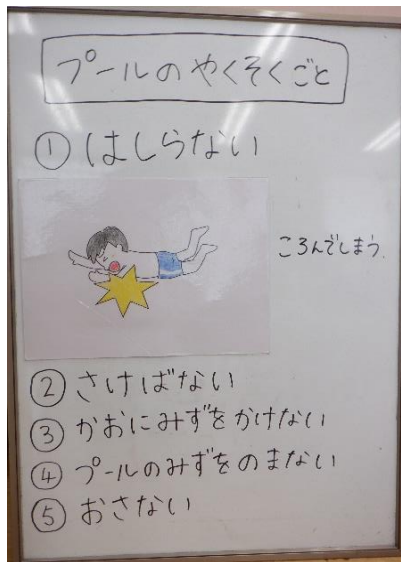 プールのやくそくごと
①はしらない
ころんでしまう.
②さけばない
③かおにみずをかけない
④プールのみずをのまない
⑤おさない